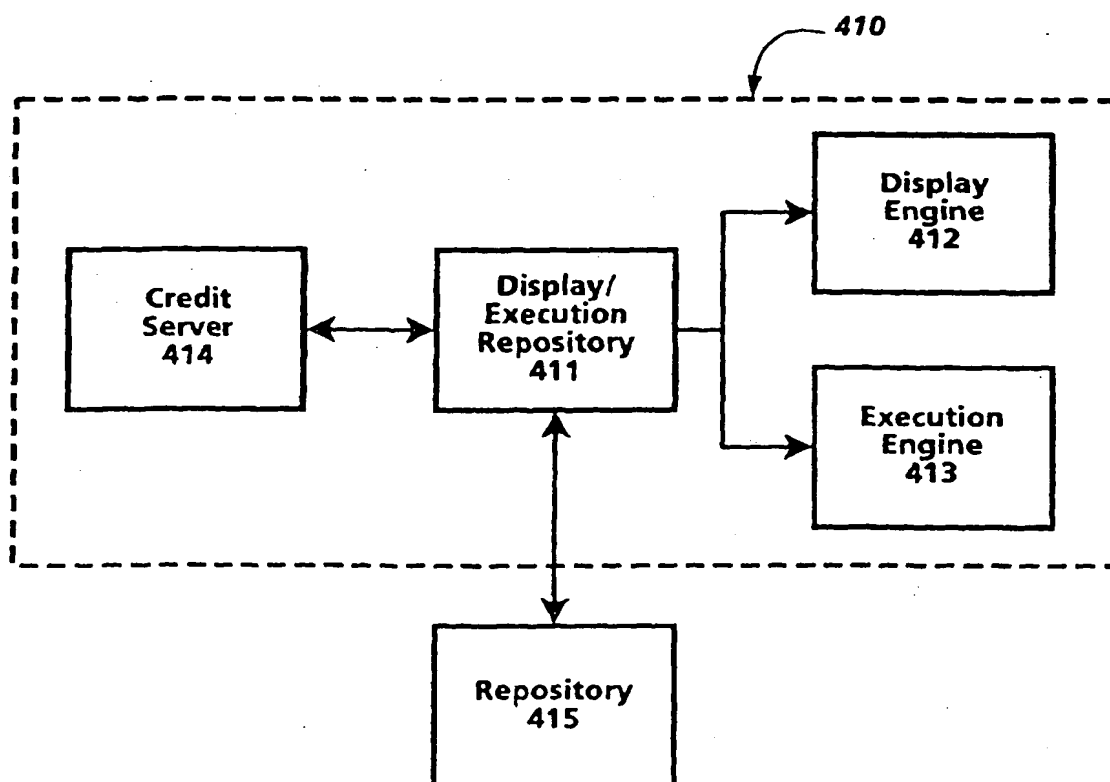 410
Display
Engine
412
Credit
Server
414
Display/
Execution
Repository
411
Execution
Engine
413
Repository
415